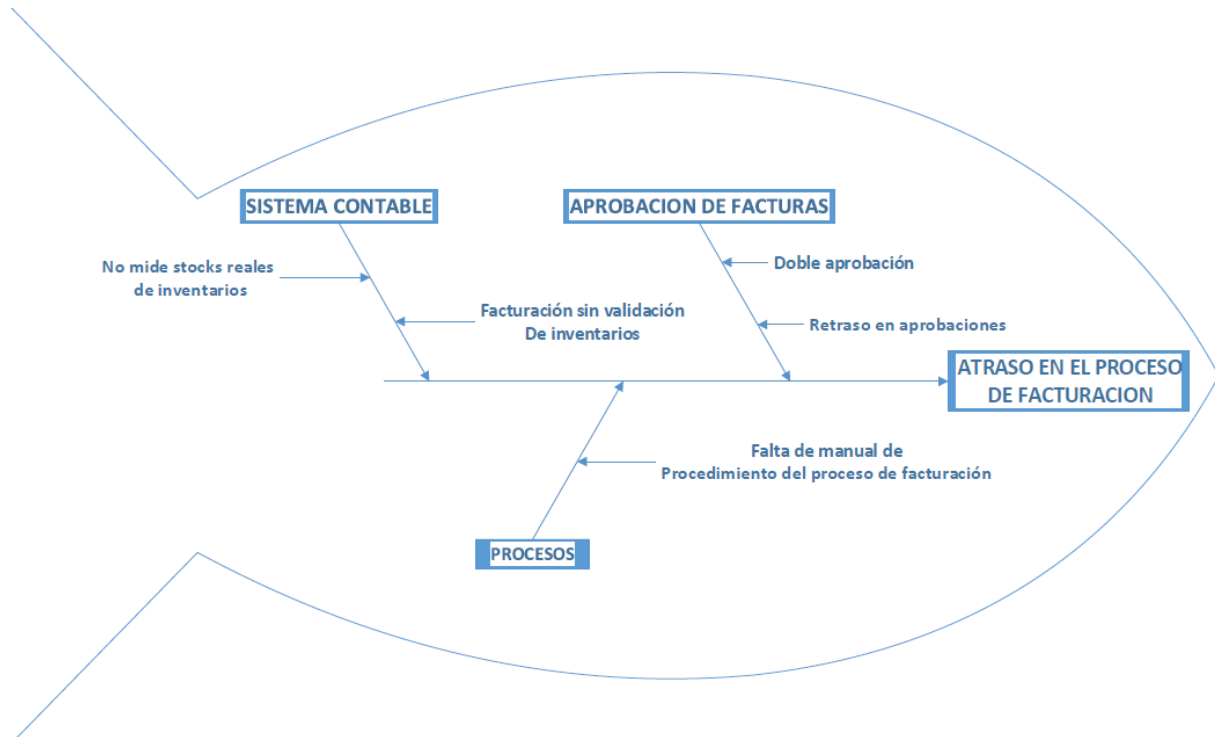 SISTEMA CONTABLE
APROBACION DE FACTURAS
No mide stocks reales
de inventarios
Doble aprobación
Facturación sin validación
De inventarios
Retraso en aprobaciones
ATRASO EN EL PROCESO
DE FACTURACION
Falta de manual de
Procedimiento del proceso de facturación
PROCESOS